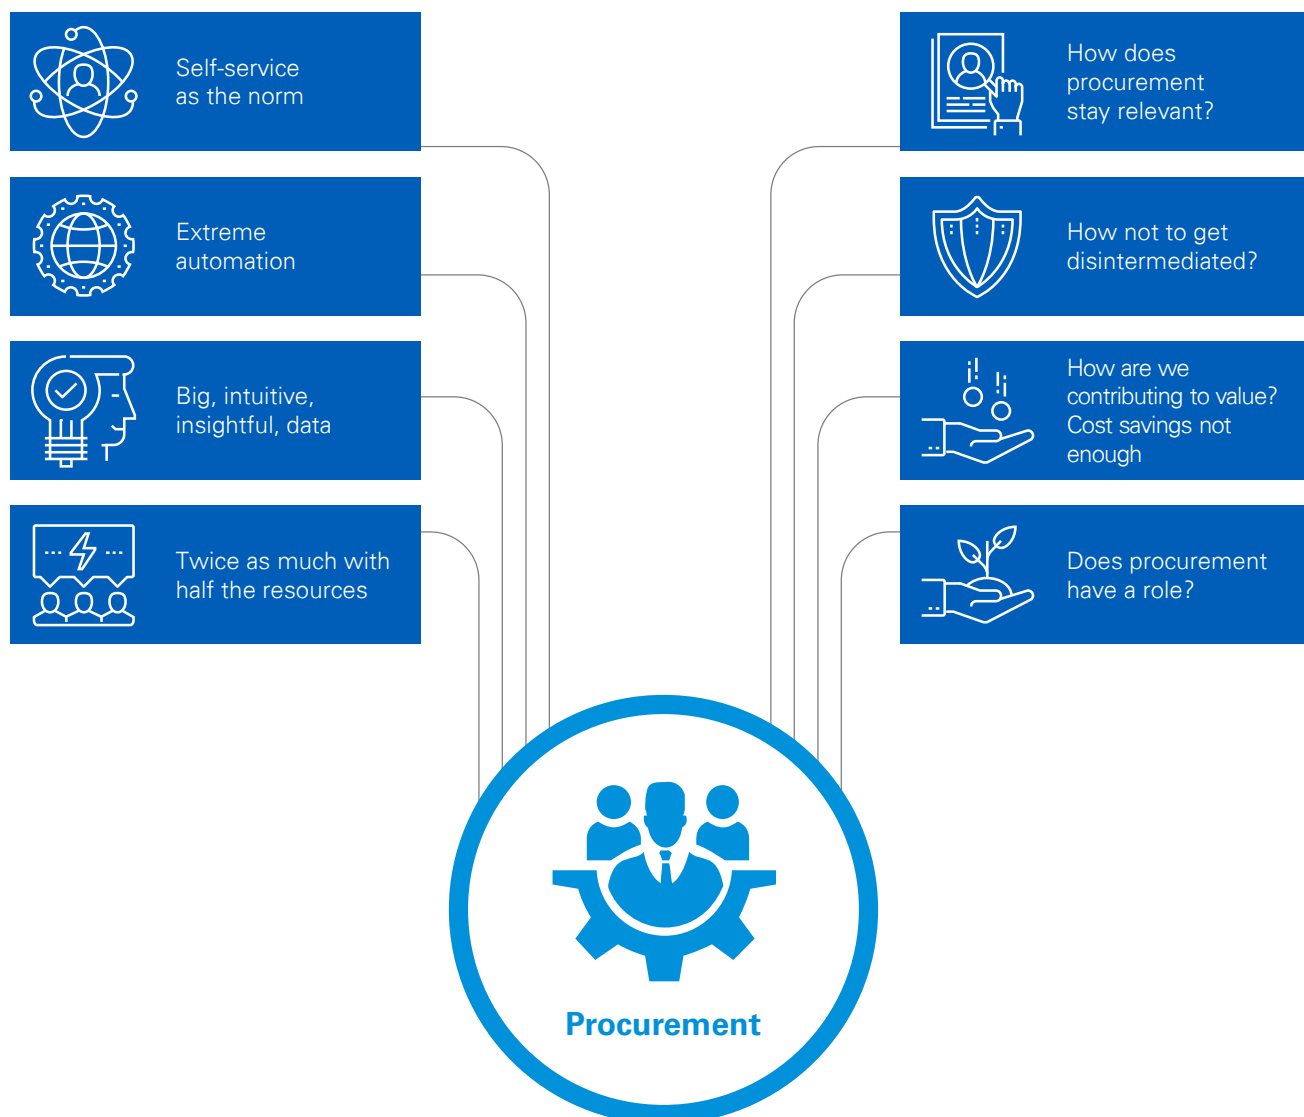 Self-service
as the norm
Extreme
automation
Big, intuitive,
insightful, data
Twice as much with
half the resources
How does
procurement
stay relevant?
How not to get
disintermediated?
How are we
contributing to value?
Cost savings not
enough
Does procurement
have a role?
Procurement